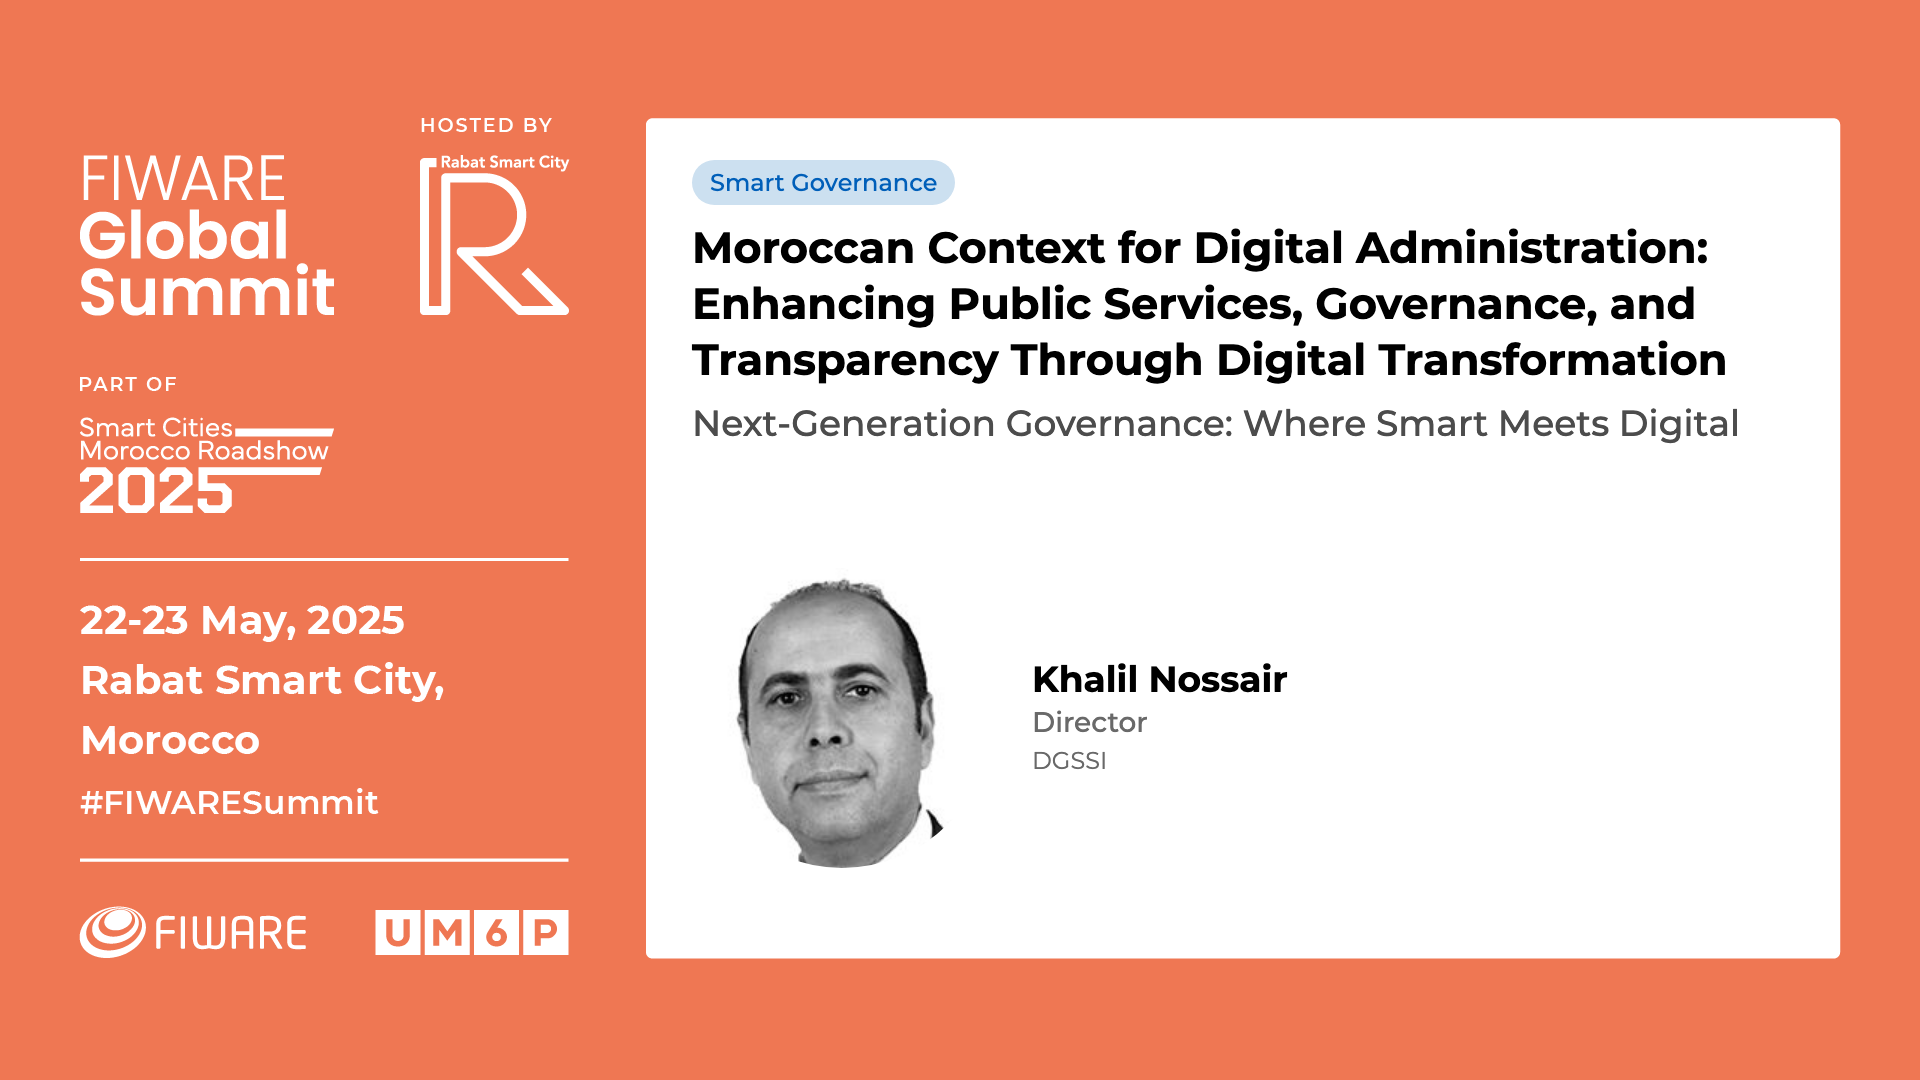 FIWARE
Global
Summit
HOSTED BY
Rabat Smart City
R
PART OF
Smart Cities
Morocco Roadshow
2025
22-23 May, 2025
Rabat Smart City,
Morocco
#FIWARESummit
FIWARE
UM6P
Smart Governance
Moroccan Context for Digital Administration:
Enhancing Public Services, Governance, and
Transparency Through Digital Transformation
Next-Generation Governance: Where Smart Meets Digital
Khalil Nossair
Director
DGSSI